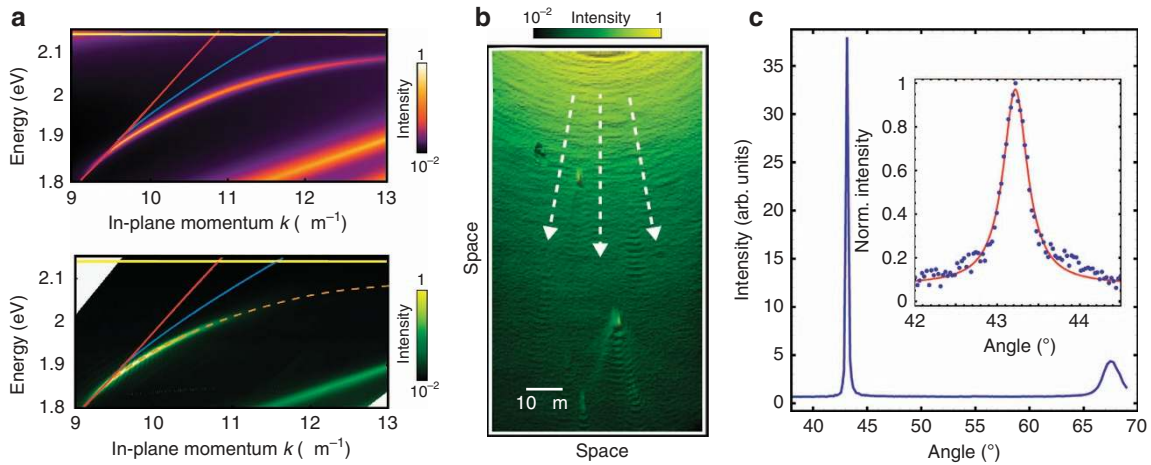 a
2.1
2
1.9
1.8
Energy (eV)
9 10 11 12 13
In-plane momentum k ( m⁻¹)
1
Intensity
10⁻²
2.1
2
1.9
1.8
Energy (eV)
9 10 11 12 13
In-plane momentum k ( m⁻¹)
1
Intensity
10⁻²
b
10⁻² Intensity 1
Space
10 m
Space
c
35
30
25
20
15
10
5
0
Intensity (arb. units)
40 45 50 55 60 65 70
Angle (°)
1
0.8
0.6
0.4
0.2
0
Norm. intensity
42 43 44
Angle (°)